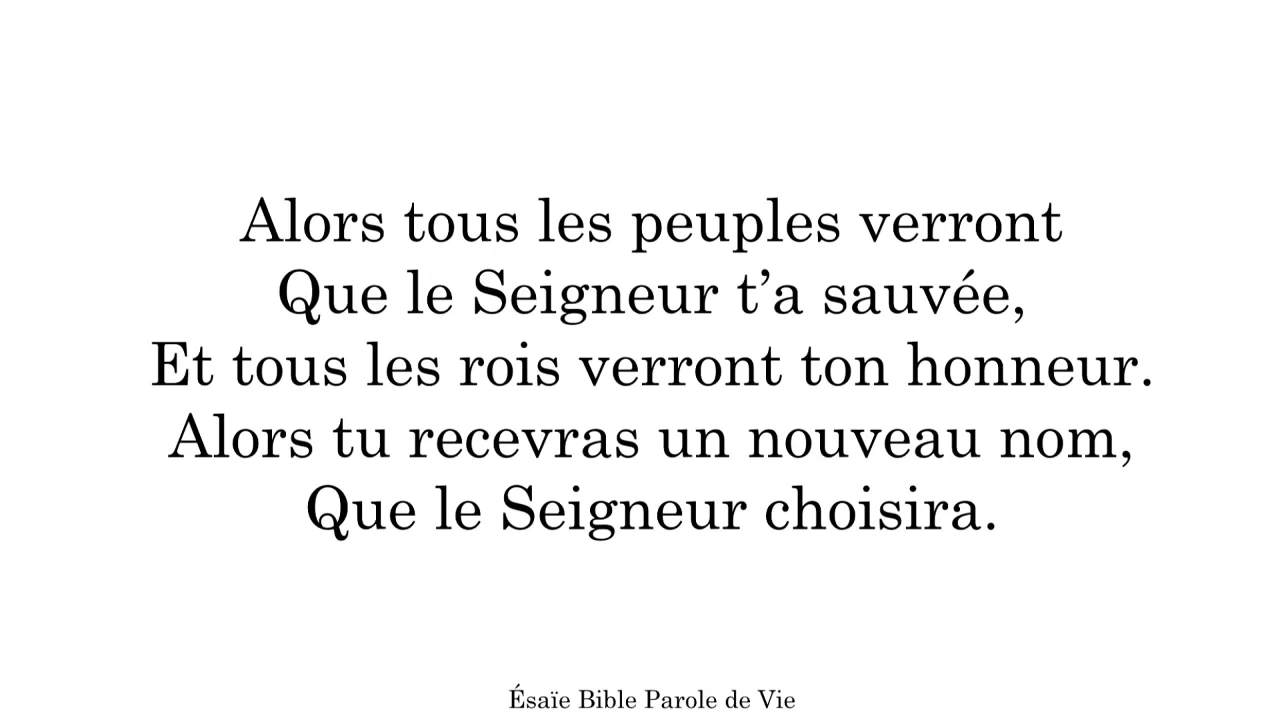 Alors tous les peuples verront
Que le Seigneur t’a sauvée,
Et tous les rois verront ton honneur.
Alors tu recevras un nouveau nom,
Que le Seigneur choisira.
Ésaïe Bible Parole de Vie